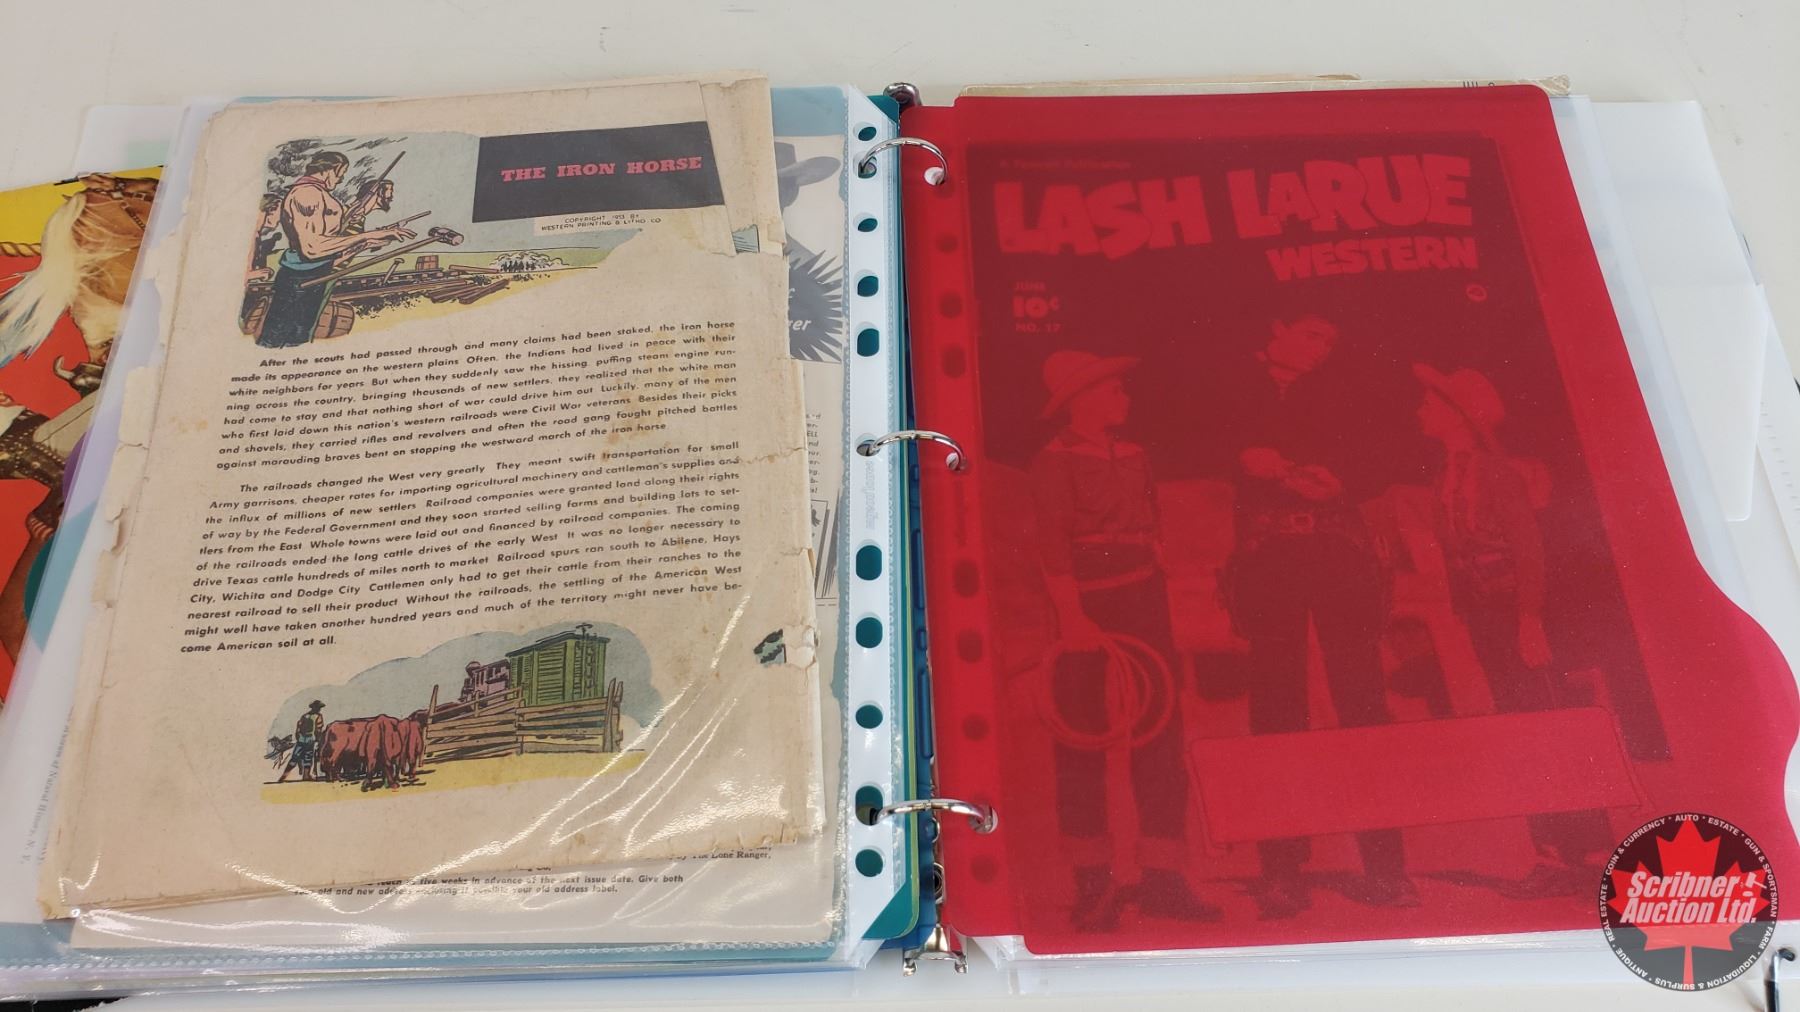 THE IRON HORSE
COPYRIGHT 1953 BY
WESTERN PRINTING & LITHO. CO
After the scouts had passed through and many claims had been staked, the iron horse
made its appearance on the western plains Often, the Indians had lived in peace with their
white neighbors for years But when they suddenly saw the hissing, puffing steam engine run-
ning across the country, bringing thousands of new settlers, they realized that the white man
had come to stay and that nothing short of war could drive him out Luckily, many of the men
who first laid down this nation's western railroads were Civil War veterans Besides their picks
and shovels, they carried rifles and revolvers and often the road gang fought pitched battles
against marauding braves bent on stopping the westward march of the iron horse
The railroads changed the West very greatly They meant swift transportation for small
Army garrisons, cheaper rates for importing agricultural machinery and cattleman's supplies and
the influx of millions of new settlers Railroad companies were granted land along their rights
of way by the Federal Government and they soon started selling farms and building lots to set-
tlers from the East Whole towns were laid out and financed by railroad companies. The coming
of the railroads ended the long cattle drives of the early West It was no longer necessary to
drive Texas cattle hundreds of miles north to market Railroad spurs ran south to Abilene, Hays
City, Wichita and Dodge City Cattlemen only had to get their cattle from their ranches to the
nearest railroad to sell their product Without the railroads, the settling of the American West
might well have taken another hundred years and much of the territory might never have be-
come American soil at all.
by The Lone Ranger,
five weeks in advance of the next issue date. Give both
old and new address enclosing if possible your old address label.
LASH LARUE
WESTERN
JUNE
10¢
NO. 17
Scribner!
Auction Ltd.
REAL ESTATE * COIN & CURRENCY * AUTO * ESTATE * GUN & SPORTSMAN
FARM * LIQUIDATION & SURPLUS * ANTIQUE